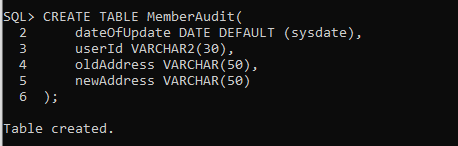 SQL> CREATE TABLE MemberAudit(
  2      dateOfUpdate DATE DEFAULT (sysdate),
  3      userId VARCHAR2(30),
  4      oldAddress VARCHAR(50),
  5      newAddress VARCHAR(50)
  6  );
Table created.